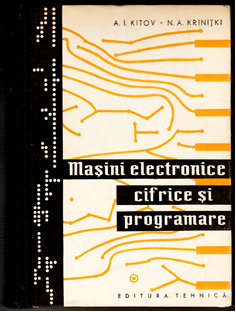 A. I. KITOV • N. A. KRINIȚKI
Mașini electronice
cifrice și
programare
EDITURA TEHNICĂ